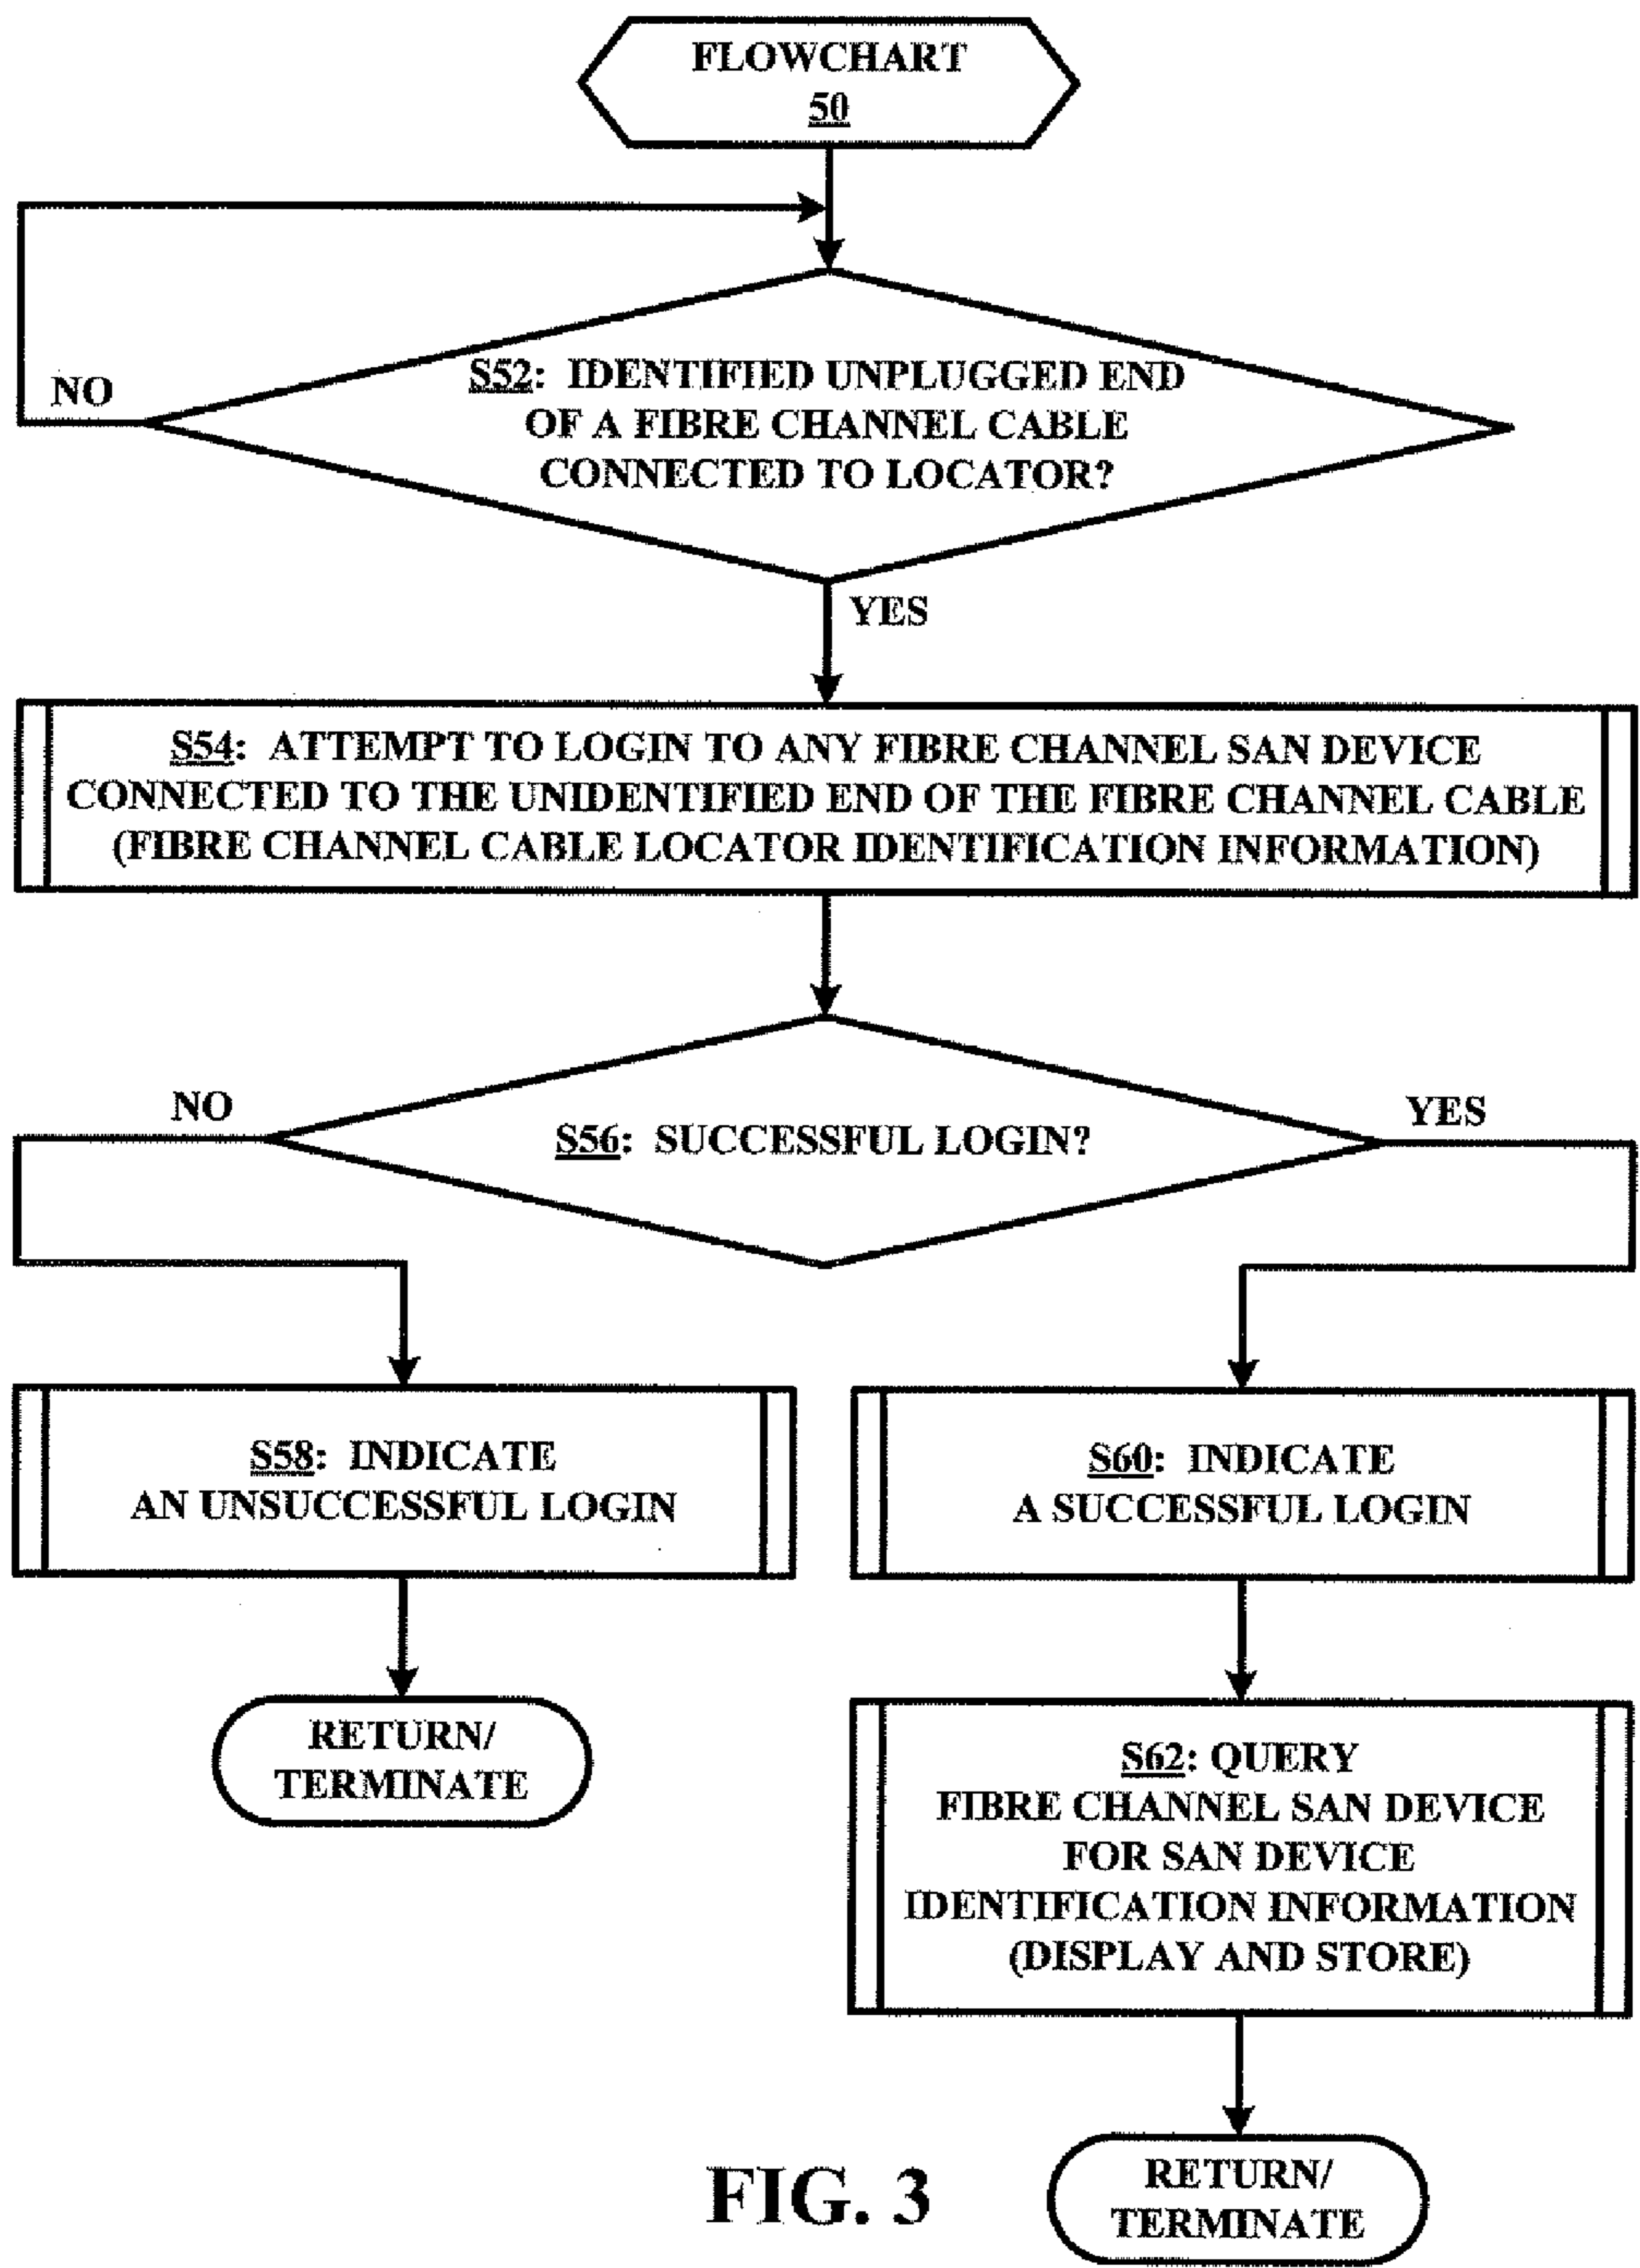 FLOWCHART
50
NO
S52: IDENTIFIED UNPLUGGED END
OF A FIBRE CHANNEL CABLE
CONNECTED TO LOCATOR?
YES
S54: ATTEMPT TO LOGIN TO ANY FIBRE CHANNEL SAN DEVICE
CONNECTED TO THE UNIDENTIFIED END OF THE FIBRE CHANNEL CABLE
(FIBRE CHANNEL CABLE LOCATOR IDENTIFICATION INFORMATION)
NO
YES
S56: SUCCESSFUL LOGIN?
S58: INDICATE
AN UNSUCCESSFUL LOGIN
RETURN/
TERMINATE
S60: INDICATE
A SUCCESSFUL LOGIN
S62: QUERY
FIBRE CHANNEL SAN DEVICE
FOR SAN DEVICE
IDENTIFICATION INFORMATION
(DISPLAY AND STORE)
RETURN/
TERMINATE
FIG. 3